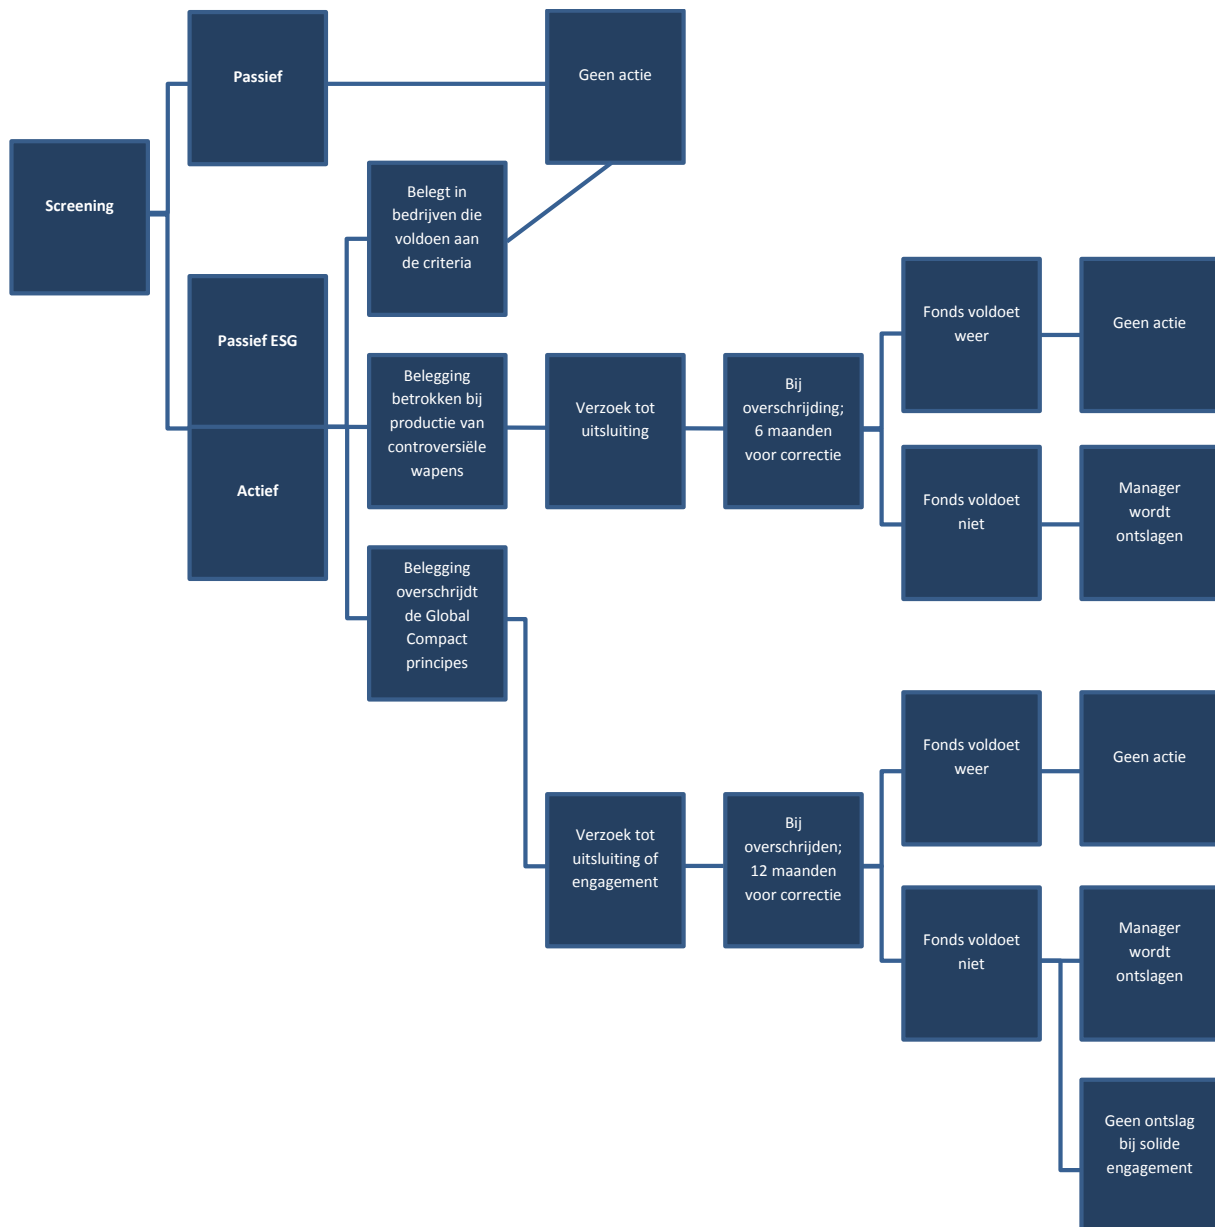 Passief
Geen actie
Screening
Belegt in
bedrijven die
voldoen aan
de criteria
Passief ESG
Actief
Belegging
betrokken bij
productie van
controversiële
wapens
Verzoek tot
uitsluiting
Bij
overschrijding;
6 maanden
voor correctie
Fonds voldoet
weer
Geen actie
Fonds voldoet
niet
Manager
wordt
ontslagen
Belegging
overschrijdt
de Global
Compact
principes
Verzoek tot
uitsluiting of
engagement
Bij
overschrijden;
12 maanden
voor correctie
Fonds voldoet
weer
Geen actie
Fonds voldoet
niet
Manager
wordt
ontslagen
Geen ontslag
bij solide
engagement